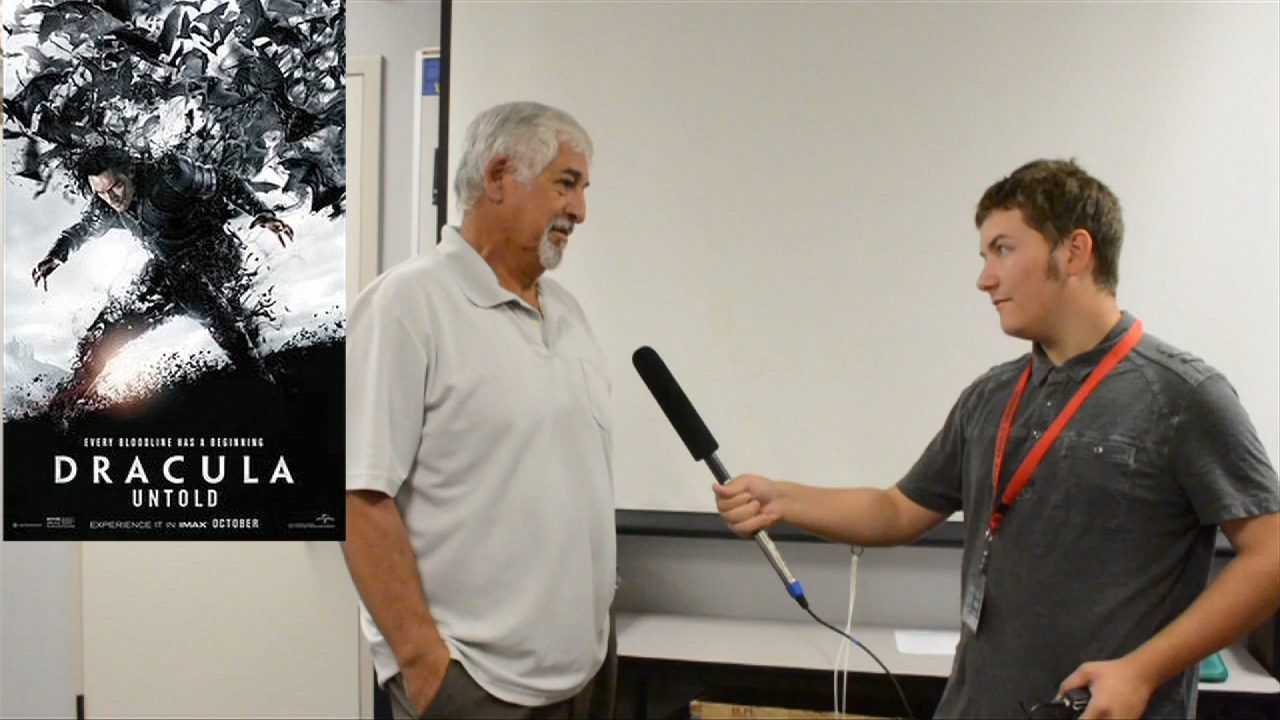 EVERY BLOODLINE HAS A BEGINNING
DRACULA
UNTOLD
EXPERIENCE IT IN IMAX OCTOBER